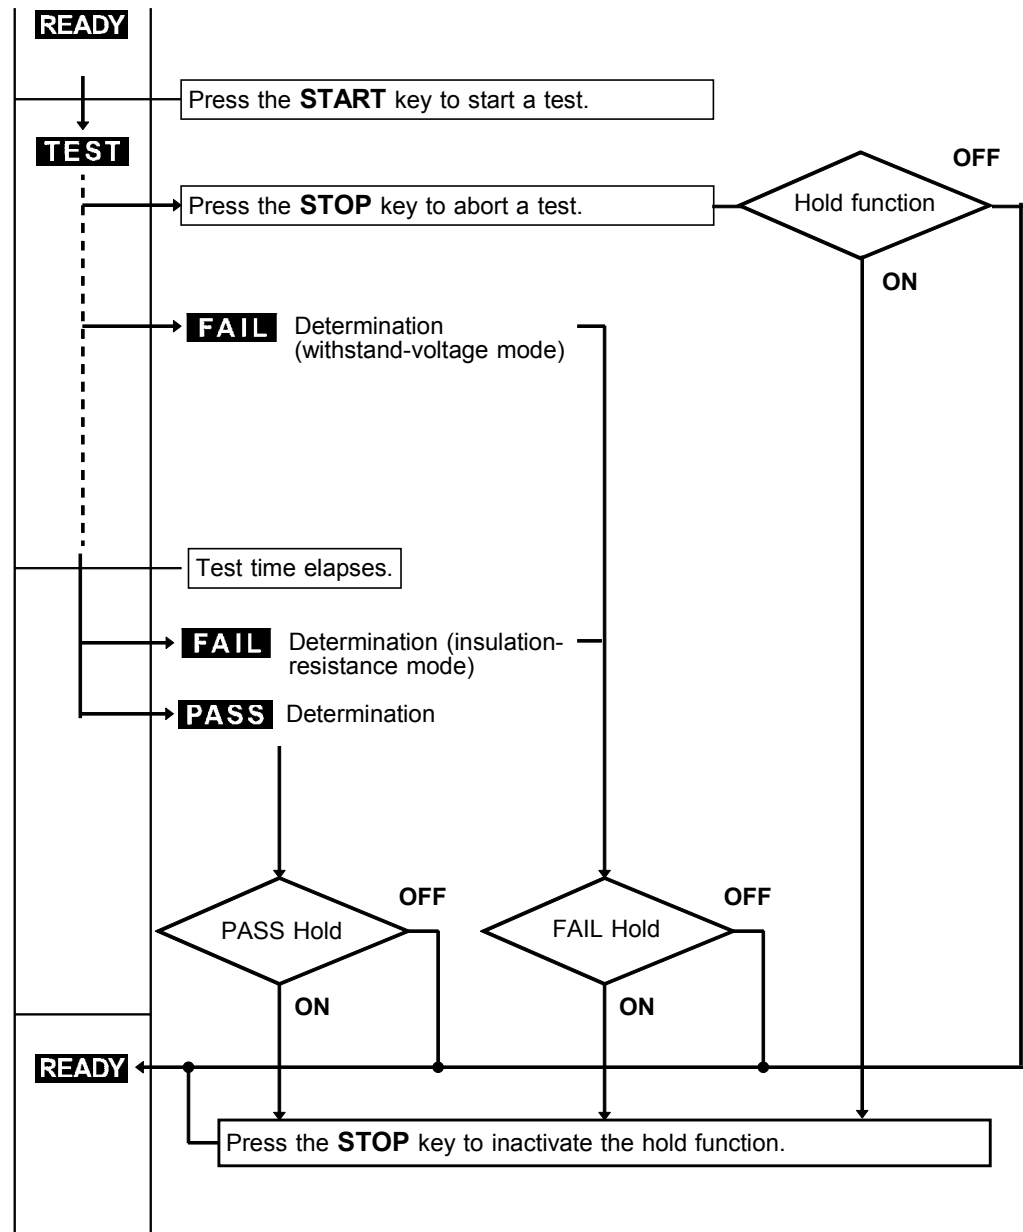 READY
Press the START key to start a test.
TEST
OFF
Press the STOP key to abort a test.
Hold function
ON
FAIL
Determination
(withstand-voltage mode)
Test time elapses.
FAIL
Determination (insulation-
resistance mode)
PASS
Determination
OFF
OFF
PASS Hold
FAIL Hold
ON
ON
READY
Press the STOP key to inactivate the hold function.